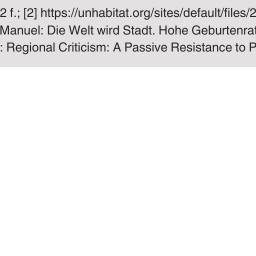 2 f.; [2] https://unhabitat.org/sites/default/files/2
Manuel: Die Welt wird Stadt. Hohe Geburtenrat
: Regional Criticism: A Passive Resistance to P